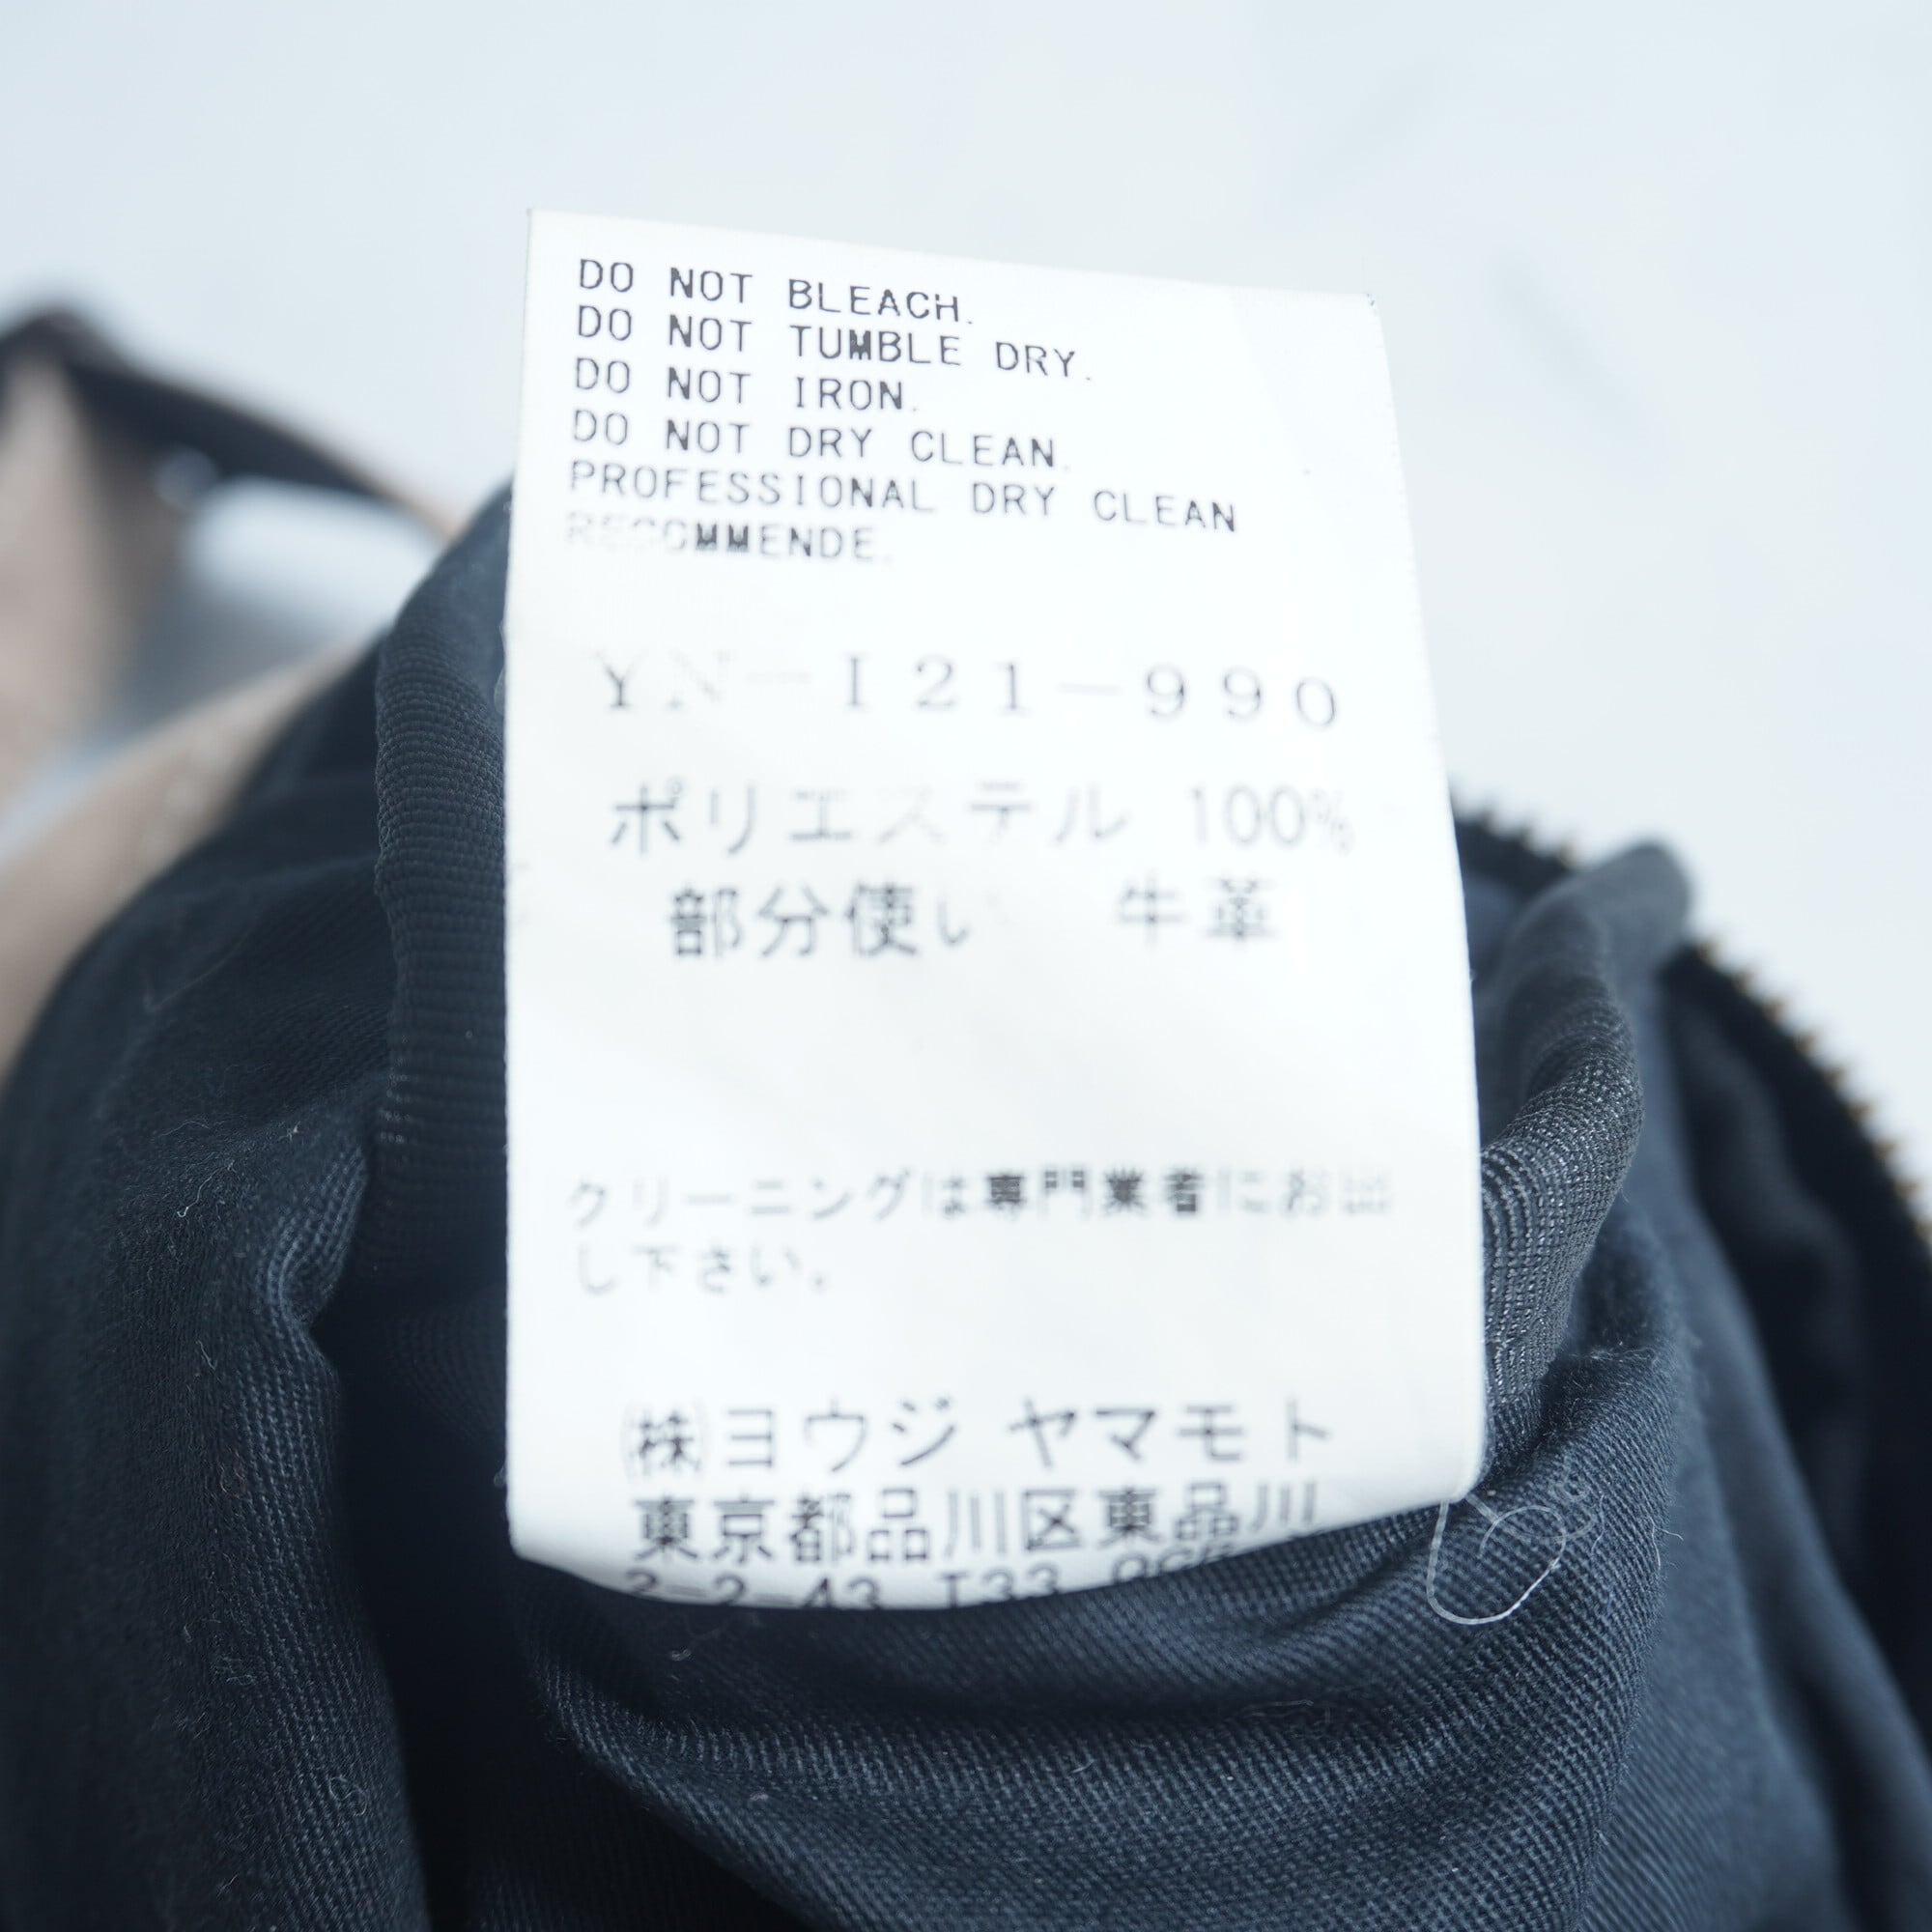 DO NOT BLEACH.
DO NOT TUMBLE DRY.
DO NOT IRON.
DO NOT DRY CLEAN.
PROFESSIONAL DRY CLEAN
RECOMMENDE.
YN-I21-990
ポリエステル 100%
部分使い 牛革
クリーニングは専門業者にお出
し下さい。
㈱ヨウジ ヤマモト
東京都品川区東品川
2-2-43